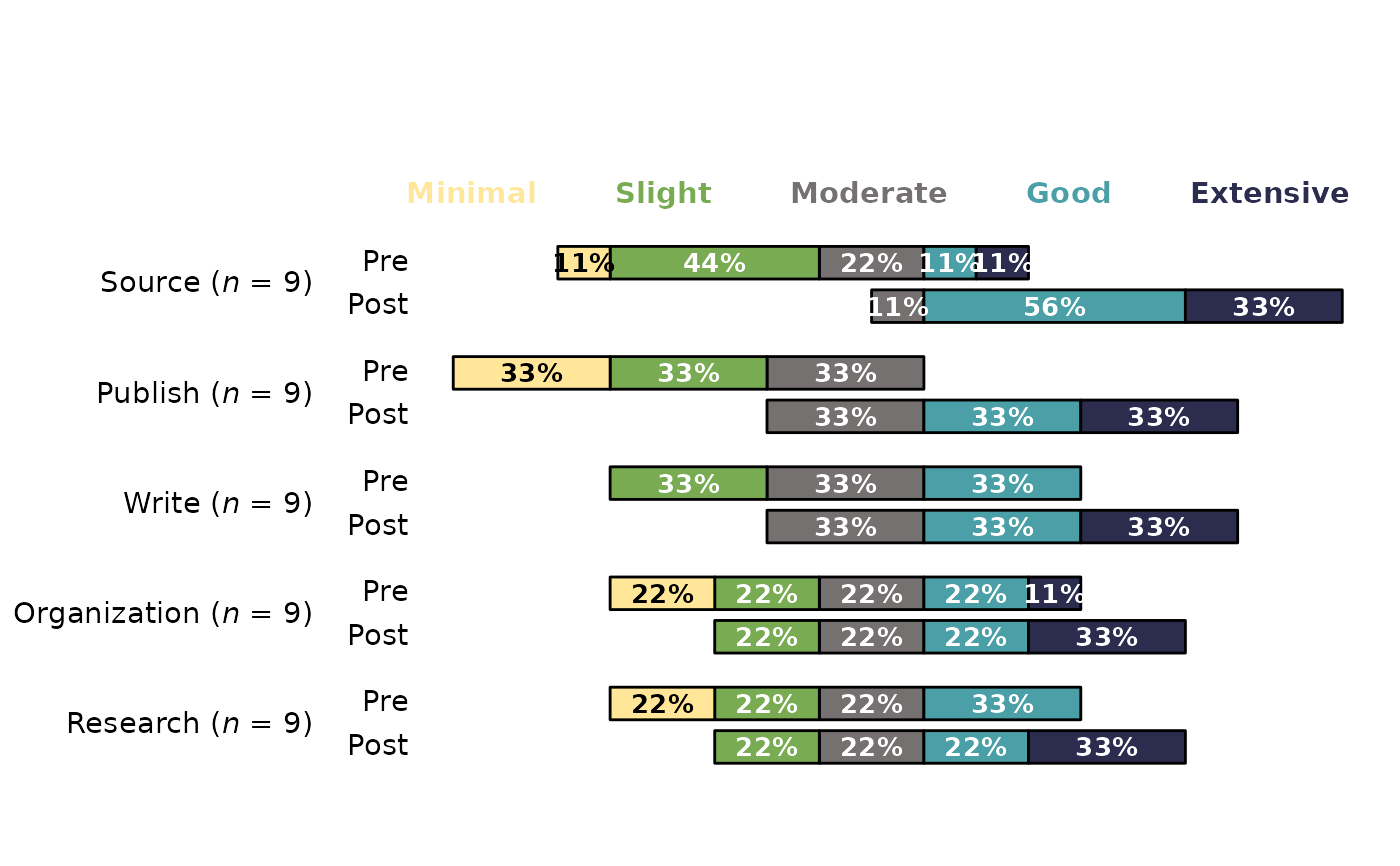 Minimal Slight Moderate Good Extensive
Source (n = 9)
Pre 11% 44% 22% 11% 11%
Post 11% 56% 33%
Publish (n = 9)
Pre 33% 33% 33%
Post 33% 33% 33%
Write (n = 9)
Pre 33% 33% 33%
Post 33% 33% 33%
Organization (n = 9)
Pre 22% 22% 22% 22% 11%
Post 22% 22% 22% 33%
Research (n = 9)
Pre 22% 22% 22% 33%
Post 22% 22% 22% 33%